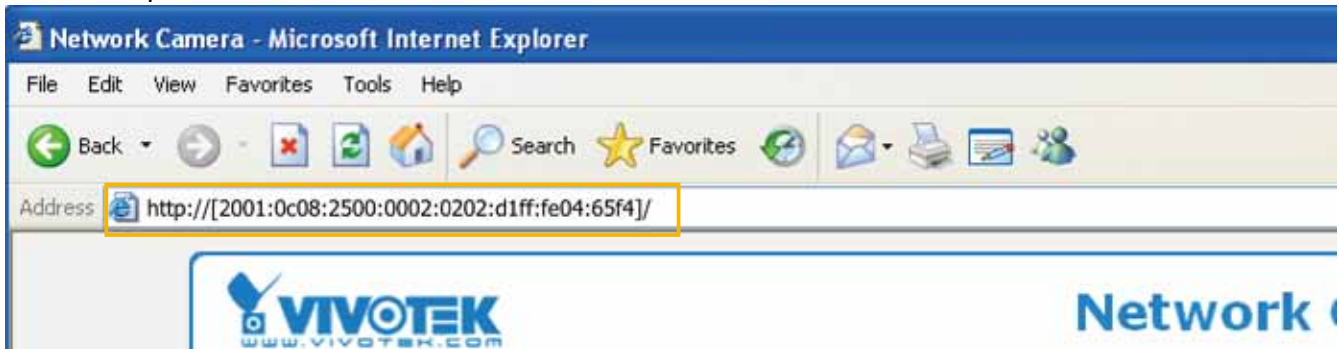 Network Camera - Microsoft Internet Explorer
File Edit View Favorites Tools Help
Back Search Favorites
Address http://[2001:0c08:2500:0002:0202:d1ff:fe04:65f4]/
VIVOTEK
WWW.VIVOTEK.COM
Network